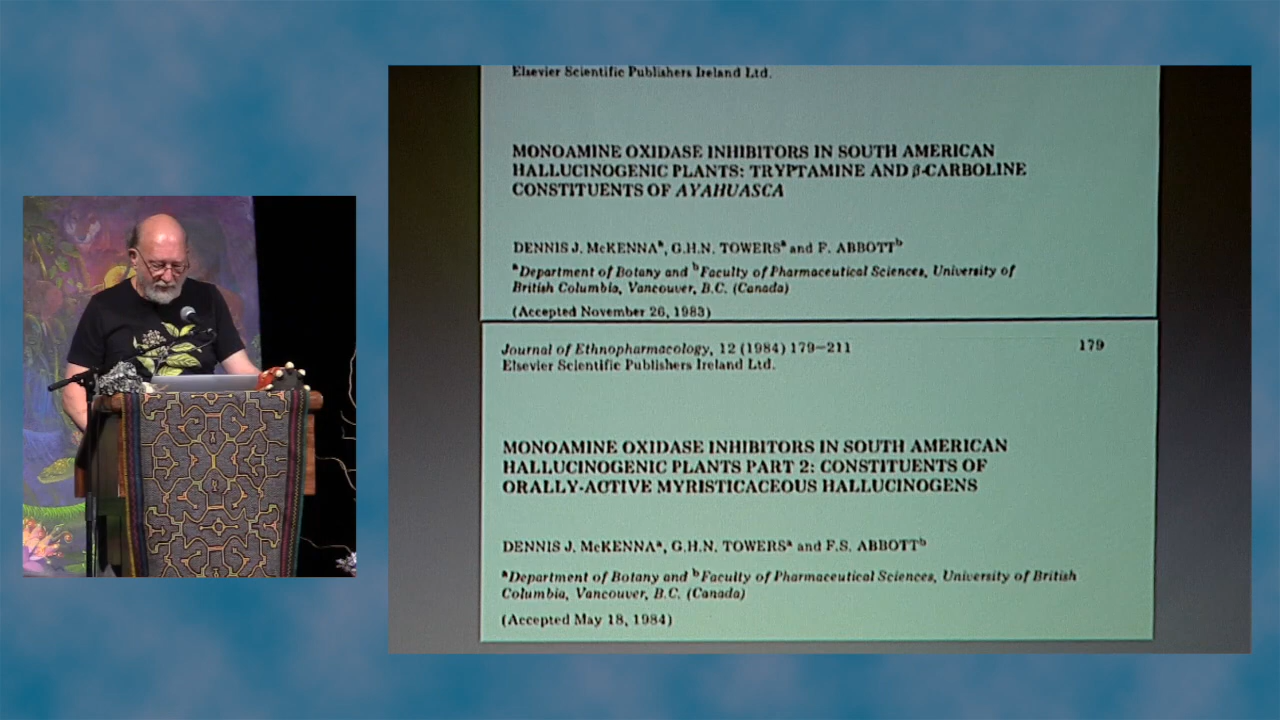 Elsevier Scientific Publishers Ireland Ltd.
MONOAMINE OXIDASE INHIBITORS IN SOUTH AMERICAN
HALLUCINOGENIC PLANTS: TRYPTAMINE AND β-CARBOLINE
CONSTITUENTS OF AYAHUASCA
DENNIS J. McKENNAᵃ, G.H.N. TOWERSᵃ and F. ABBOTTᵇ
ᵃDepartment of Botany and ᵇFaculty of Pharmaceutical Sciences, University of
British Columbia, Vancouver, B.C. (Canada)
(Accepted November 26, 1983)
Journal of Ethnopharmacology, 12 (1984) 179—211 179
Elsevier Scientific Publishers Ireland Ltd.
MONOAMINE OXIDASE INHIBITORS IN SOUTH AMERICAN
HALLUCINOGENIC PLANTS PART 2: CONSTITUENTS OF
ORALLY-ACTIVE MYRISTICACEOUS HALLUCINOGENS
DENNIS J. McKENNAᵃ, G.H.N. TOWERSᵃ and F.S. ABBOTTᵇ
ᵃDepartment of Botany and ᵇFaculty of Pharmaceutical Sciences, University of British
Columbia, Vancouver, B.C. (Canada)
(Accepted May 18, 1984)